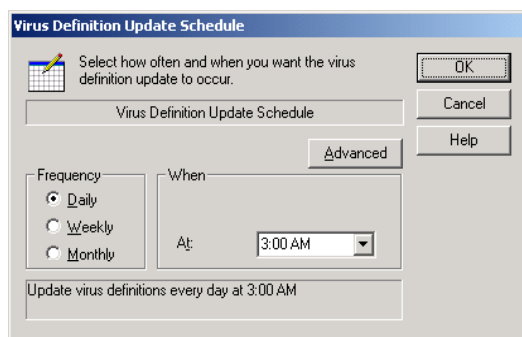 Virus Definition Update Schedule
Select how often and when you want the virus
definition update to occur.
OK
Cancel
Help
Virus Definition Update Schedule
Advanced
Frequency
Daily
Weekly
Monthly
When
At:
3:00 AM
Update virus definitions every day at 3:00 AM